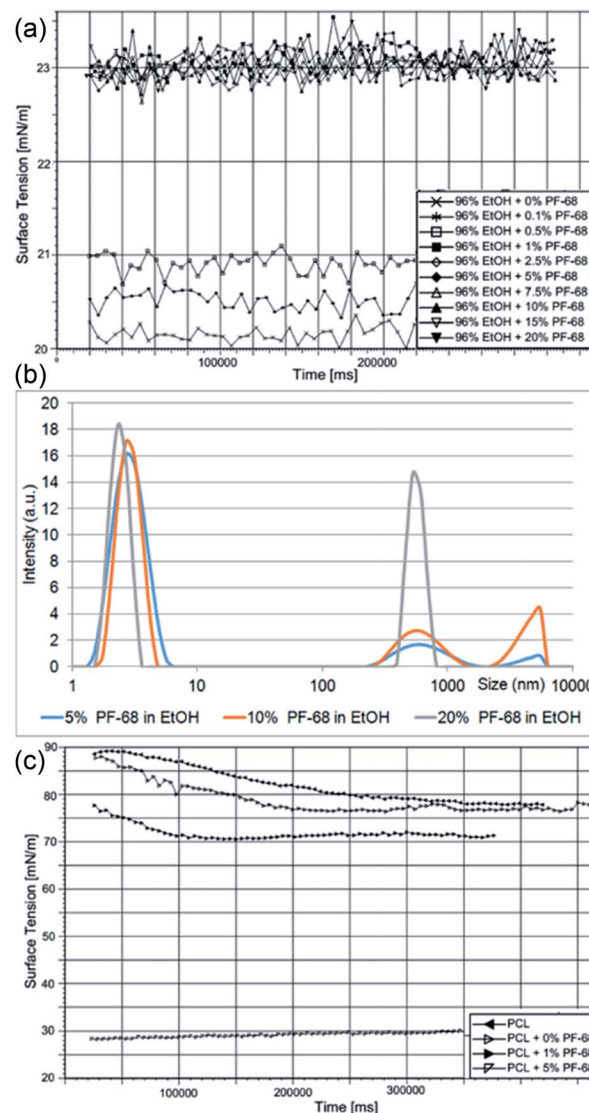 (a)
Surface Tension [mN/m]
23
22
21
20
0
100000
200000
Time [ms]
96% EtOH + 0% PF-68
96% EtOH + 0.1% PF-68
96% EtOH + 0.5% PF-68
96% EtOH + 1% PF-68
96% EtOH + 2.5% PF-68
96% EtOH + 5% PF-68
96% EtOH + 7.5% PF-68
96% EtOH + 10% PF-68
96% EtOH + 15% PF-68
96% EtOH + 20% PF-68
(b)
Intensity (a.u.)
20
18
16
14
12
10
8
6
4
2
0
1
10
100
1000
Size (nm)
10000
5% PF-68 in EtOH
10% PF-68 in EtOH
20% PF-68 in EtOH
(c)
Surface Tension [mN/m]
90
80
70
60
50
40
30
20
100000
200000
300000
Time [ms]
PCL
PCL + 0% PF-68
PCL + 1% PF-68
PCL + 5% PF-68